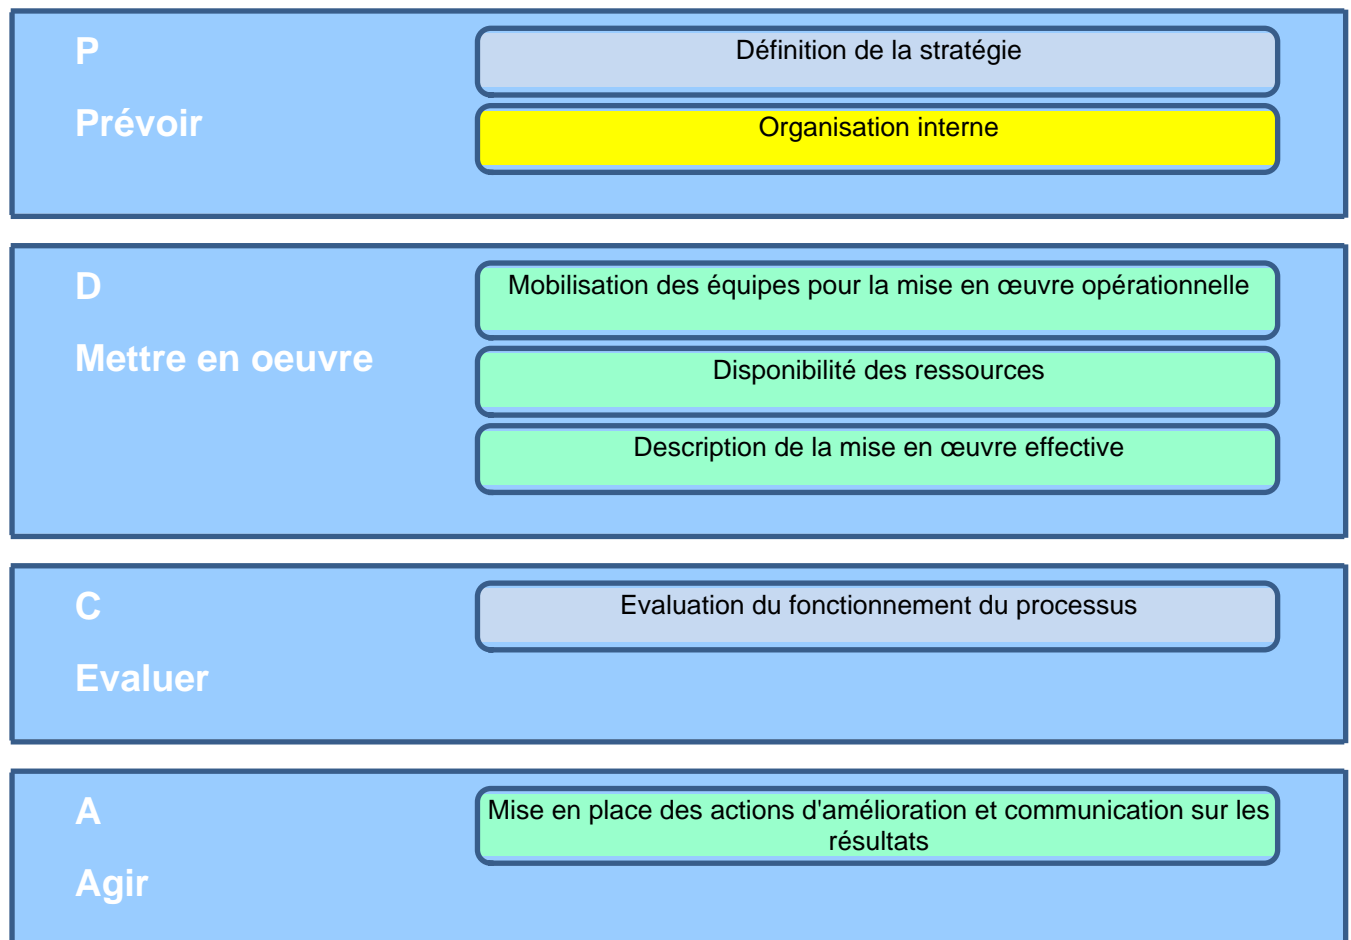 P
Prévoir
Définition de la stratégie
Organisation interne
D
Mettre en oeuvre
Mobilisation des équipes pour la mise en œuvre opérationnelle
Disponibilité des ressources
Description de la mise en œuvre effective
C
Evaluer
Evaluation du fonctionnement du processus
A
Agir
Mise en place des actions d'amélioration et communication sur les
résultats